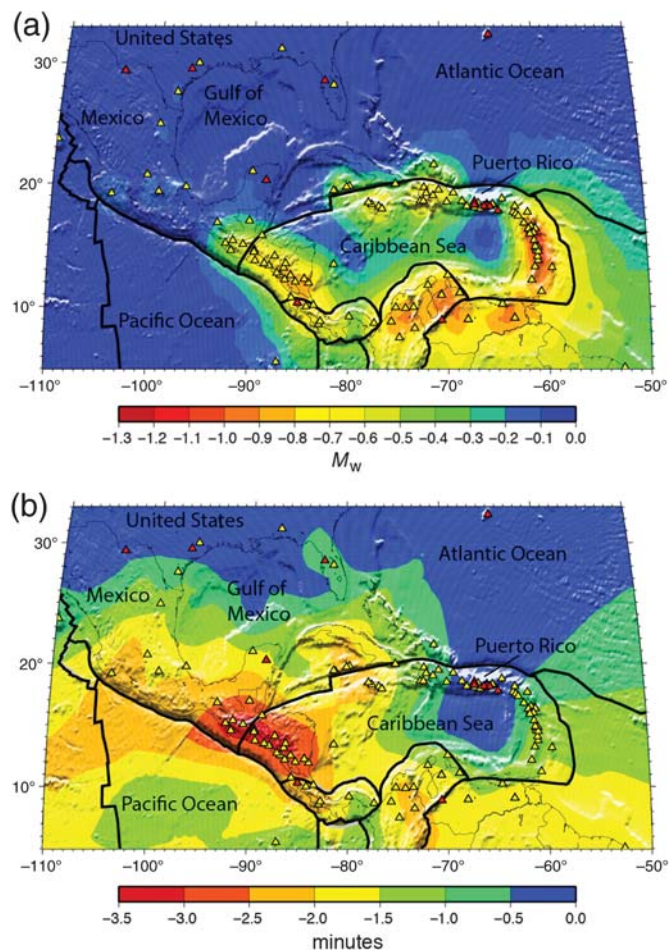 (a)
United States
30°
Atlantic Ocean
Gulf of
Mexico
Mexico
Puerto Rico
20°
Caribbean Sea
10°
Pacific Ocean
−110° −100° −90° −80° −70° −60° −50°
−1.3 −1.2 −1.1 −1.0 −0.9 −0.8 −0.7 −0.6 −0.5 −0.4 −0.3 −0.2 −0.1 0.0
Mw
(b)
United States
30°
Atlantic Ocean
Gulf of
Mexico
Mexico
Puerto Rico
20°
Caribbean Sea
10°
Pacific Ocean
−110° −100° −90° −80° −70° −60° −50°
−3.5 −3.0 −2.5 −2.0 −1.5 −1.0 −0.5 0.0
minutes